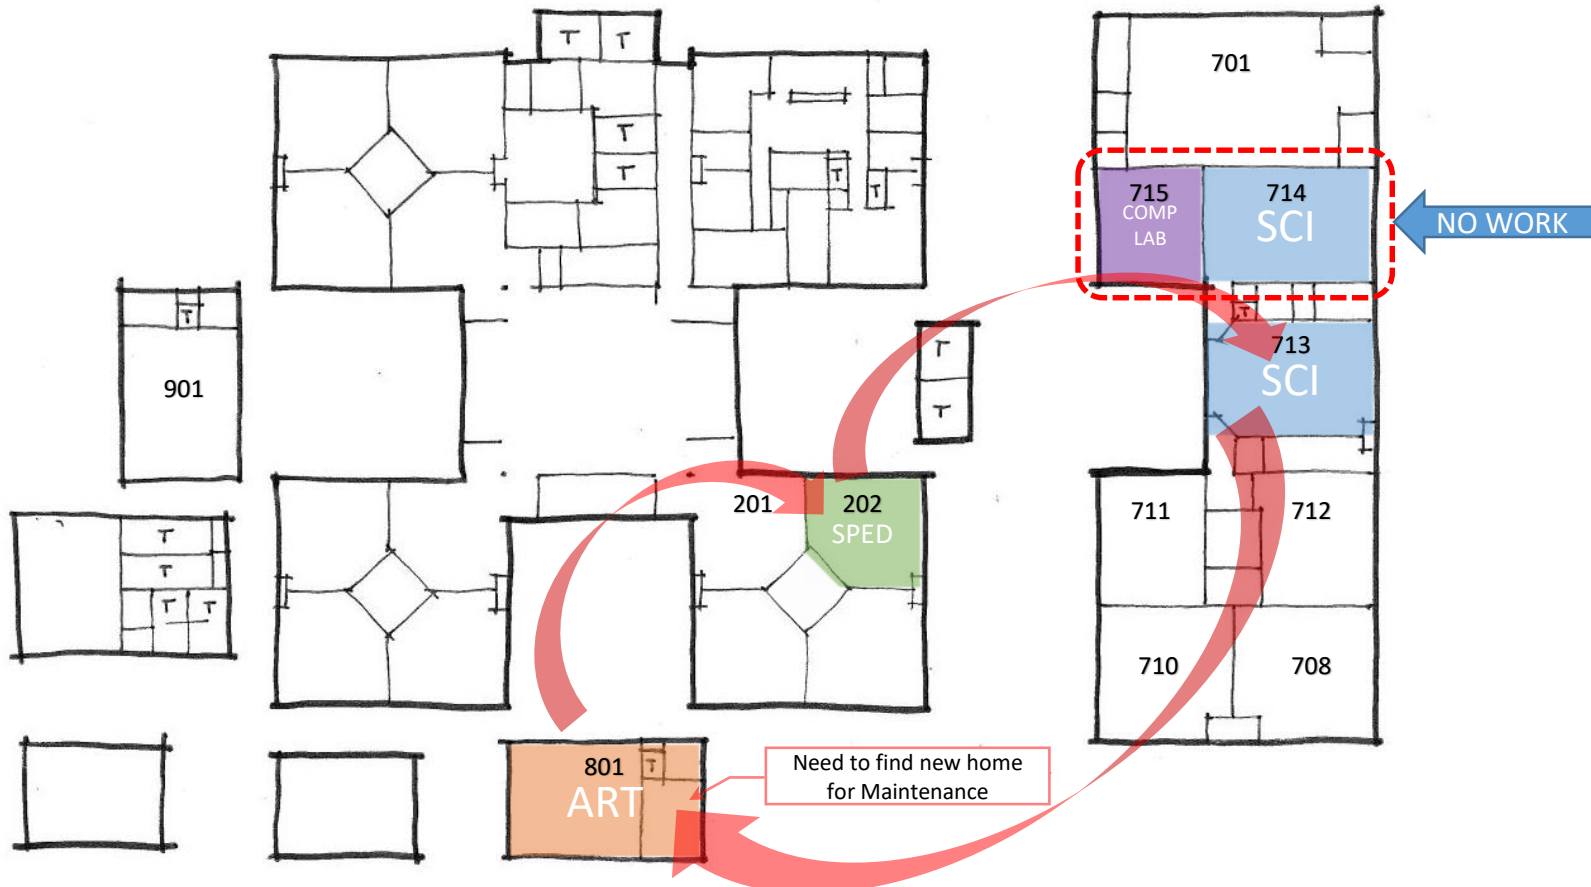 T T
701
T
T
T
T
715
COMP
LAB
714
SCI
NO WORK
T
T
713
SCI
T
T
901
201
202
SPED
711
712
T
T
T T
710
708
801
ART
T
Need to find new home
for Maintenance